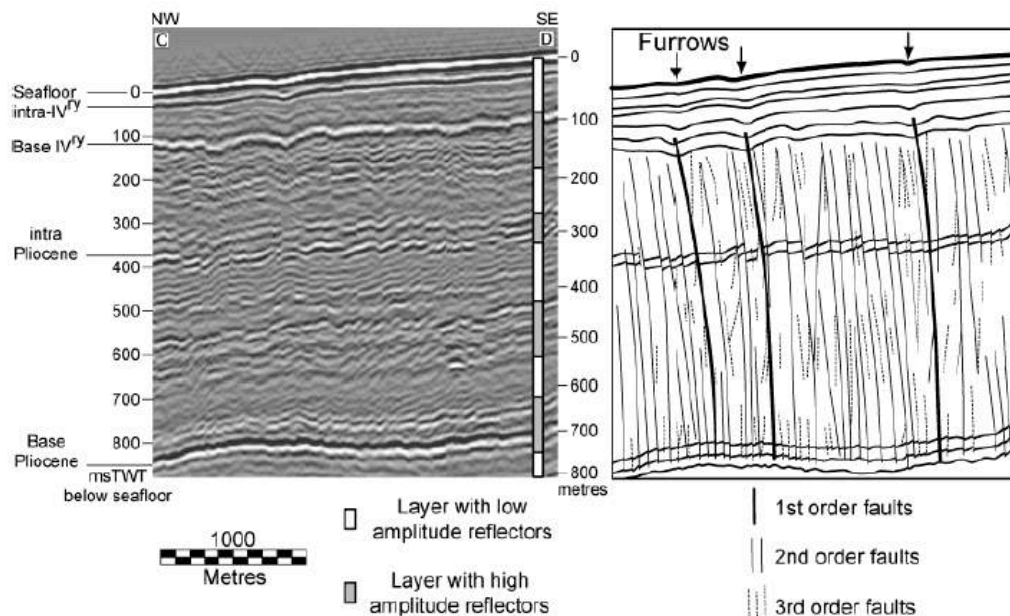 NW
SE
C
D
Furrows
Seafloor
intra-IVʳʸ
Base IVʳʸ
intra
Pliocene
Base
Pliocene
msTWT
below seafloor
0
100
200
300
400
500
600
700
800
0
100
200
300
400
500
600
700
800
metres
1000
Metres
Layer with low
amplitude reflectors
Layer with high
amplitude reflectors
1st order faults
2nd order faults
3rd order faults